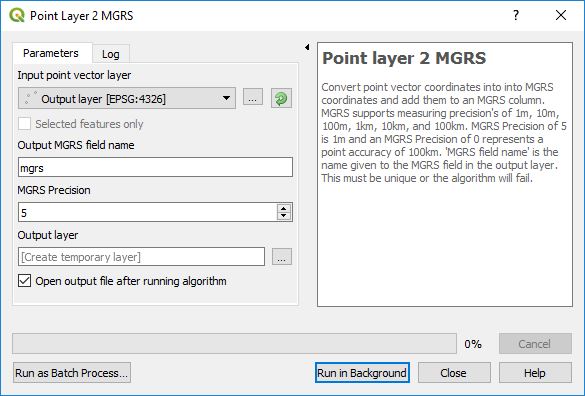 Point Layer 2 MGRS
Parameters
Log
Input point vector layer
Output layer [EPSG:4326]
...
Selected features only
Output MGRS field name
mgrs
MGRS Precision
5
Output layer
[Create temporary layer]
...
Open output file after running algorithm
Point layer 2 MGRS
Convert point vector coordinates into into MGRS
coordinates and add them to an MGRS column.
MGRS supports measuring precision's of 1m, 10m,
100m, 1km, 10km, and 100km. MGRS Precision of 5
is 1m and an MGRS Precision of 0 represents a
point accuracy of 100km. 'MGRS field name' is the
name given to the MGRS field in the output layer.
This must be unique or the algorithm will fail.
0%
Cancel
Run as Batch Process...
Run in Background
Close
Help